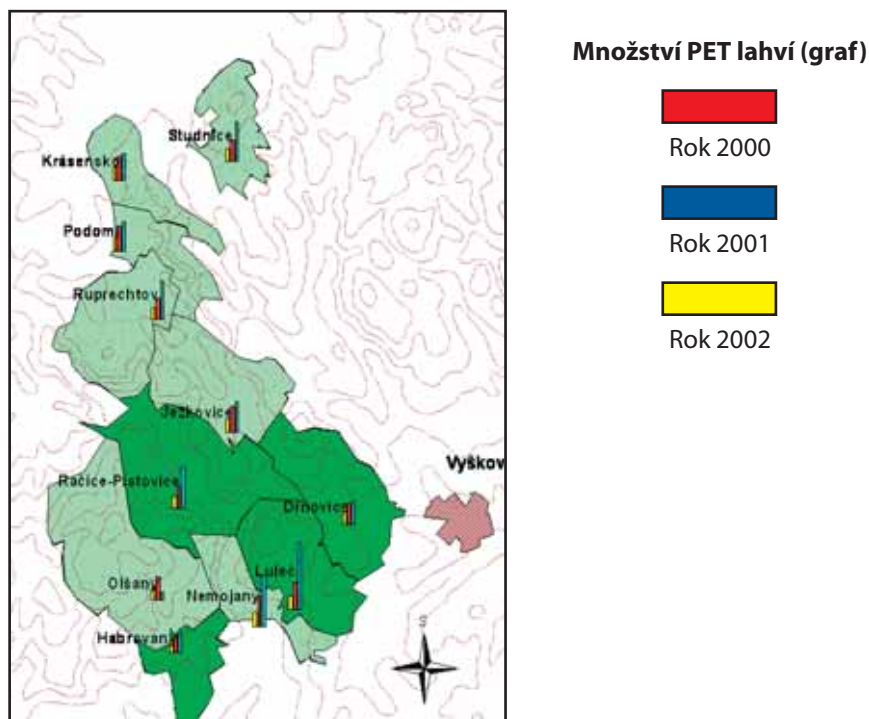 Množství PET lahví (graf)
Rok 2000
Rok 2001
Rok 2002
Studnice
Krásensko
Podomí
Ruprechtov
Ježkovice
Vyškov
Račice-Pístovice
Drnovice
Luleč
Olšany
Nemojany
Habrovany
S